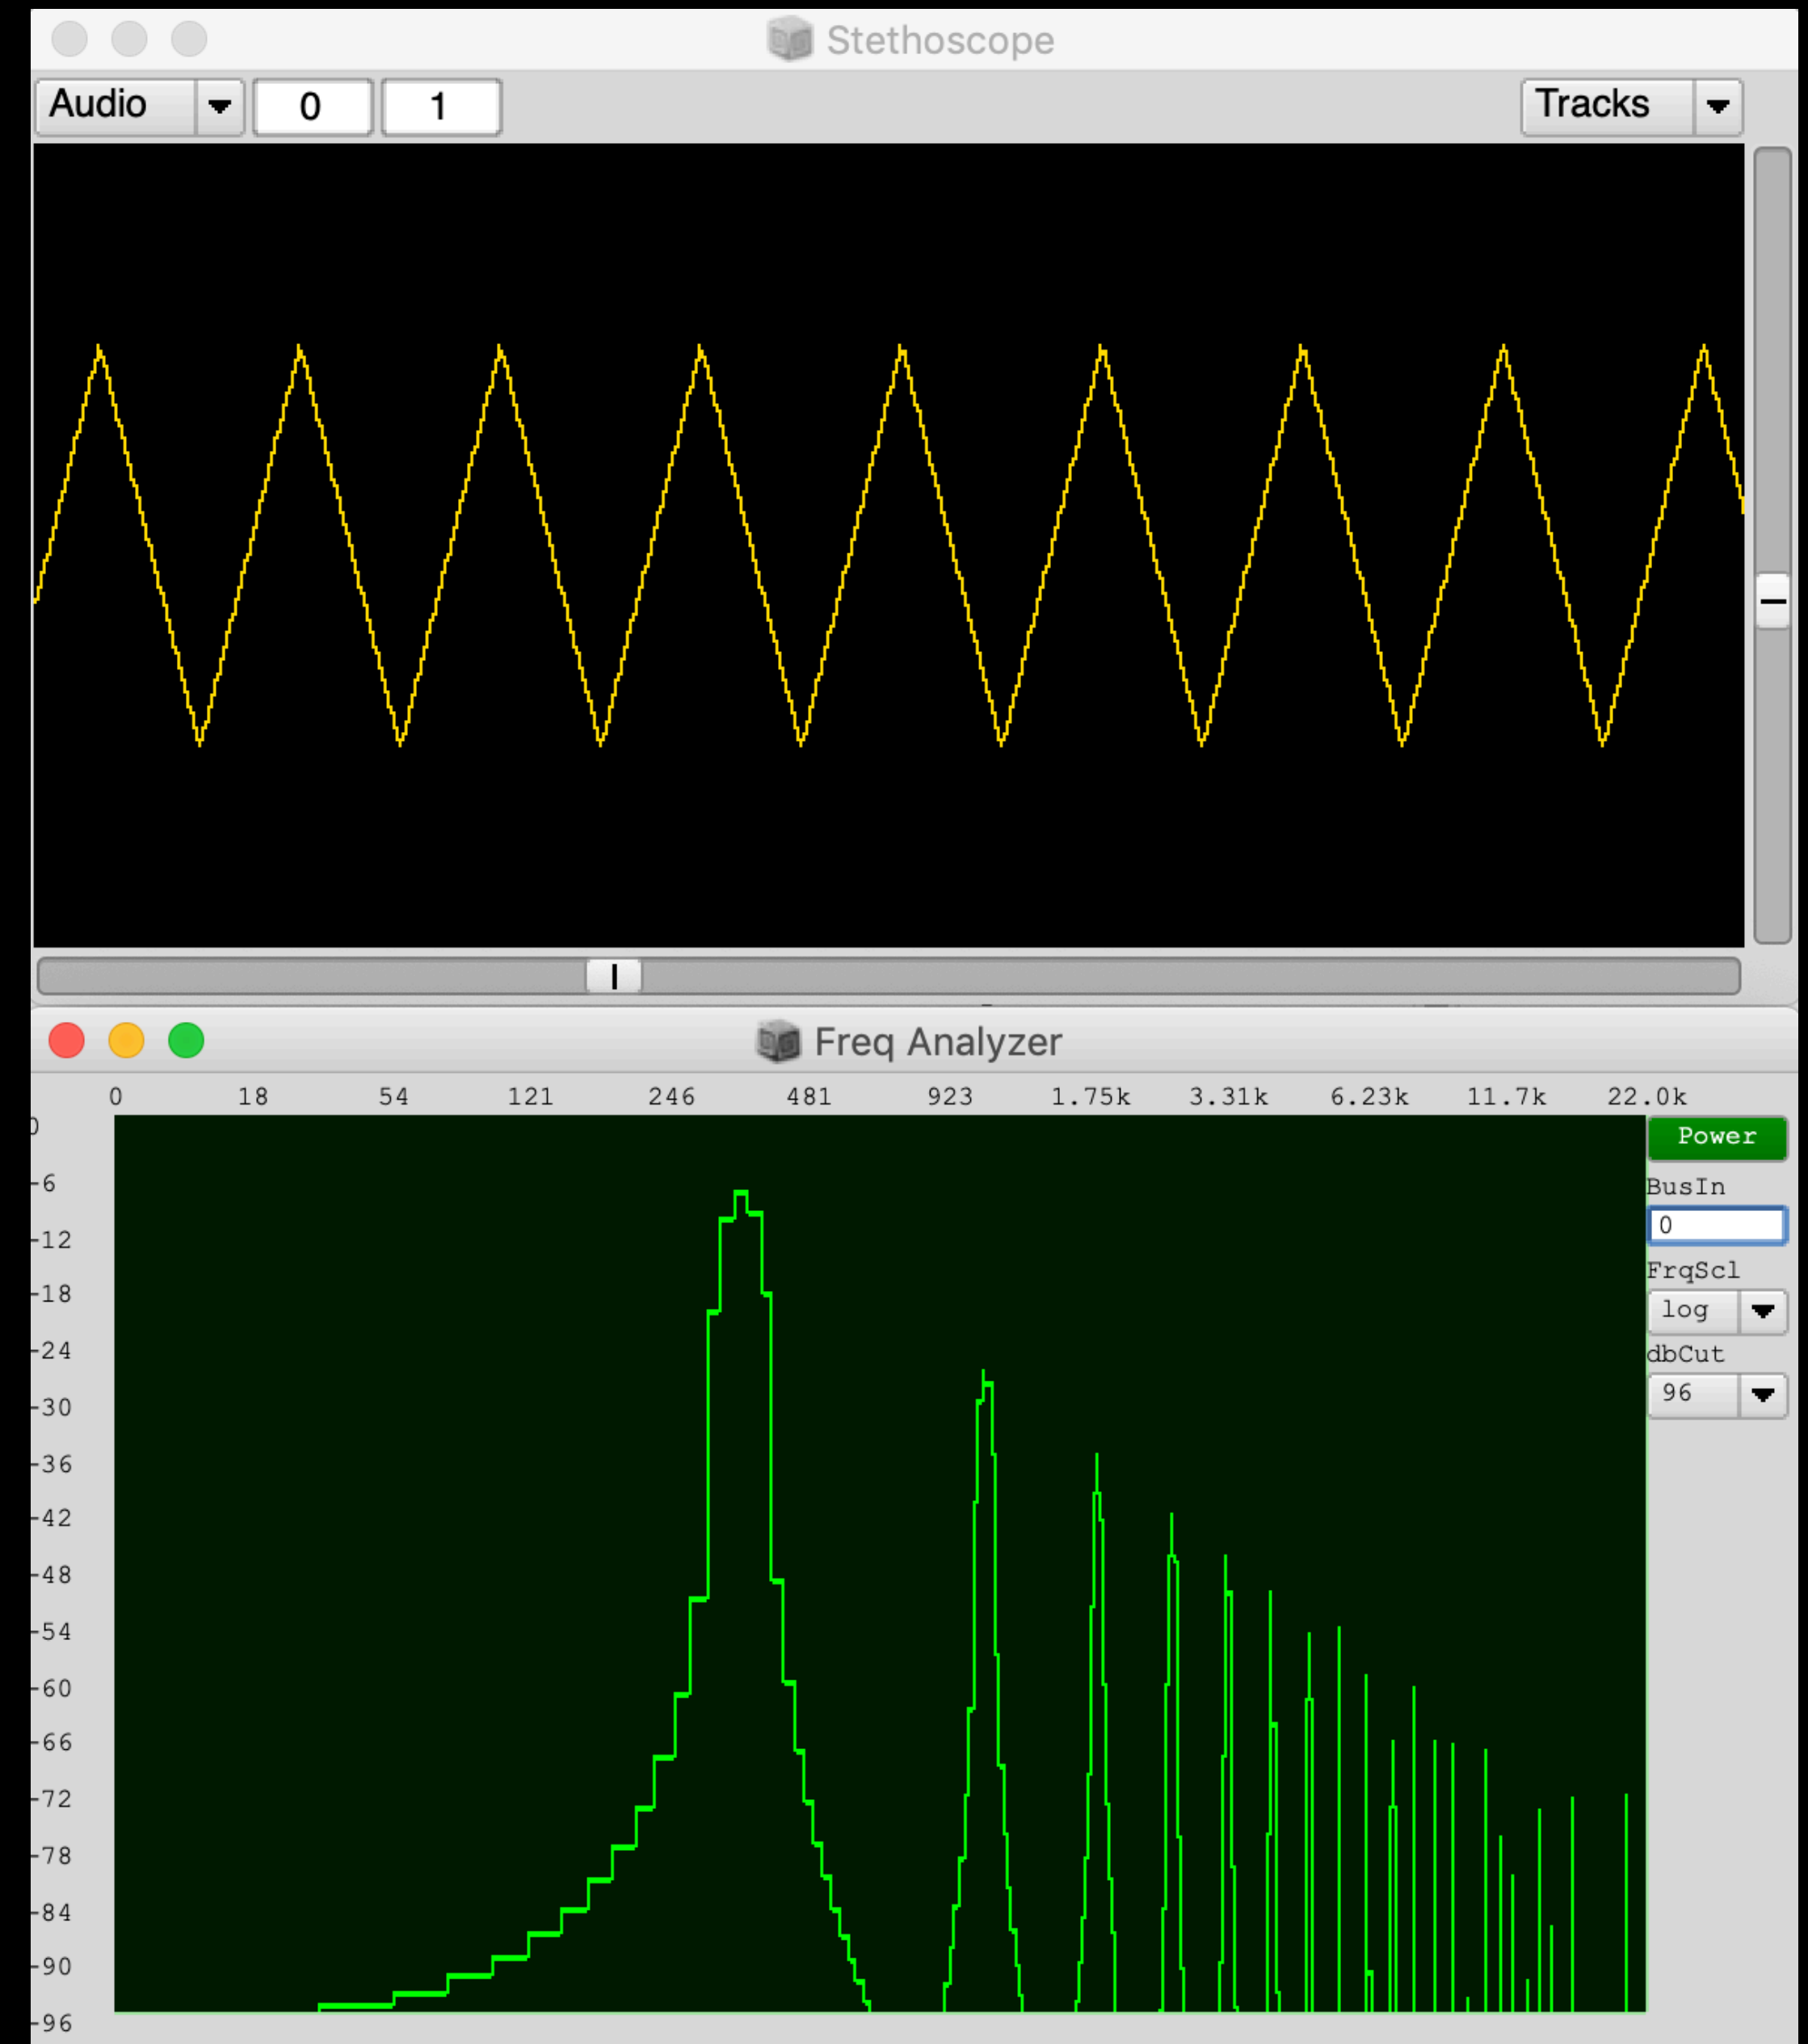 Stethoscope
Audio 0 1 Tracks
Freq Analyzer
0 18 54 121 246 481 923 1.75k 3.31k 6.23k 11.7k 22.0k
0
Power
-6
BusIn
0
-12
FrqScl
-18
log
-24
dbCut
96
-30
-36
-42
-48
-54
-60
-66
-72
-78
-84
-90
-96